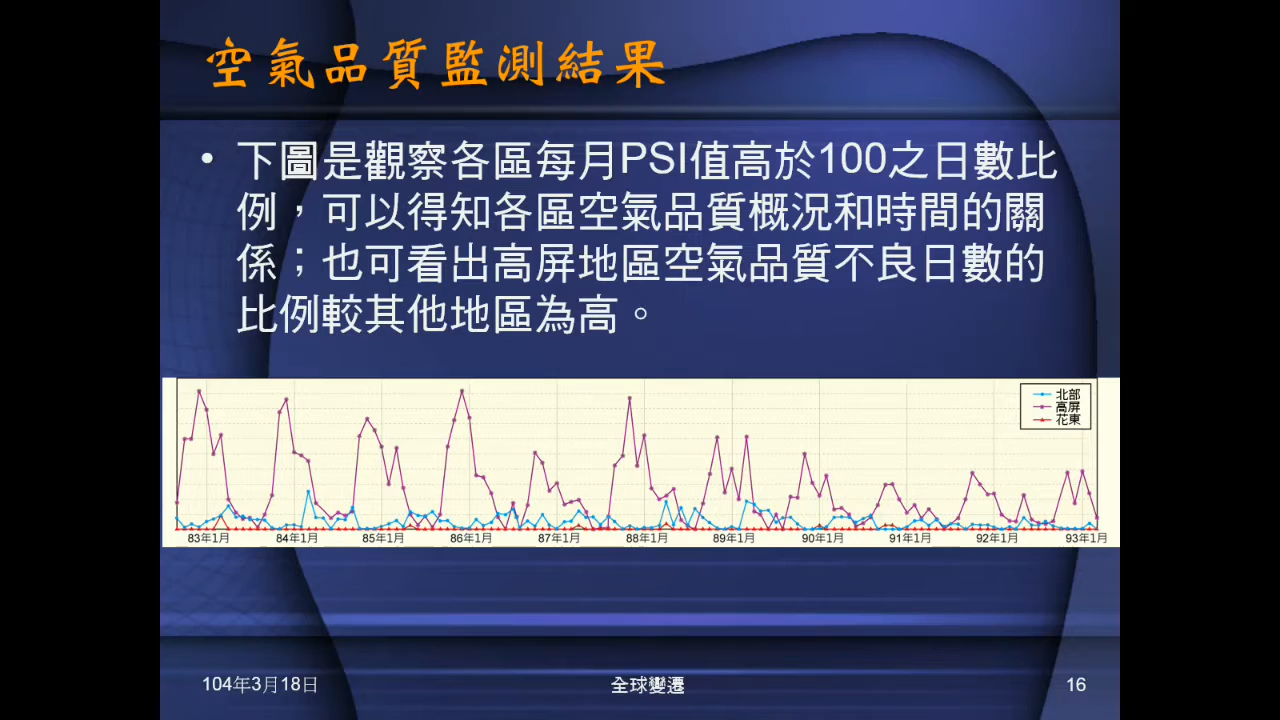 空氣品質監測結果
• 下圖是觀察各區每月PSI值高於100之日數比
例，可以得知各區空氣品質概況和時間的關
係；也可看出高屏地區空氣品質不良日數的
比例較其他地區為高。
北部
高屏
花東
83年1月 84年1月 85年1月 86年1月 87年1月 88年1月 89年1月 90年1月 91年1月 92年1月 93年1月
104年3月18日 全球變遷 16